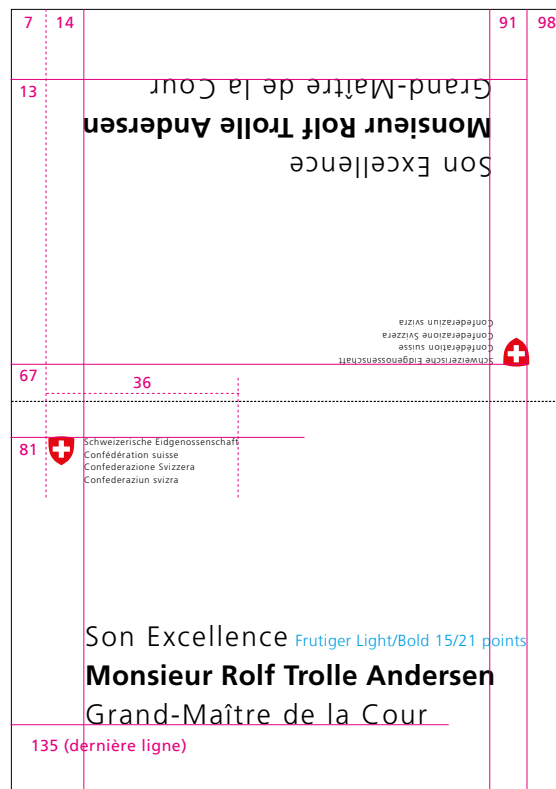 7 14 91 98
13
Grand-Maître de la Cour
Monsieur Rolf Trolle Andersen
Son Excellence
Confederaziun svizra
Confederazione Svizzera
Confédération suisse
Schweizerische Eidgenossenschaft
67
36
81
Schweizerische Eidgenossenschaft
Confédération suisse
Confederazione Svizzera
Confederaziun svizra
Son Excellence Frutiger Light/Bold 15/21 points
Monsieur Rolf Trolle Andersen
Grand-Maître de la Cour
135 (dernière ligne)